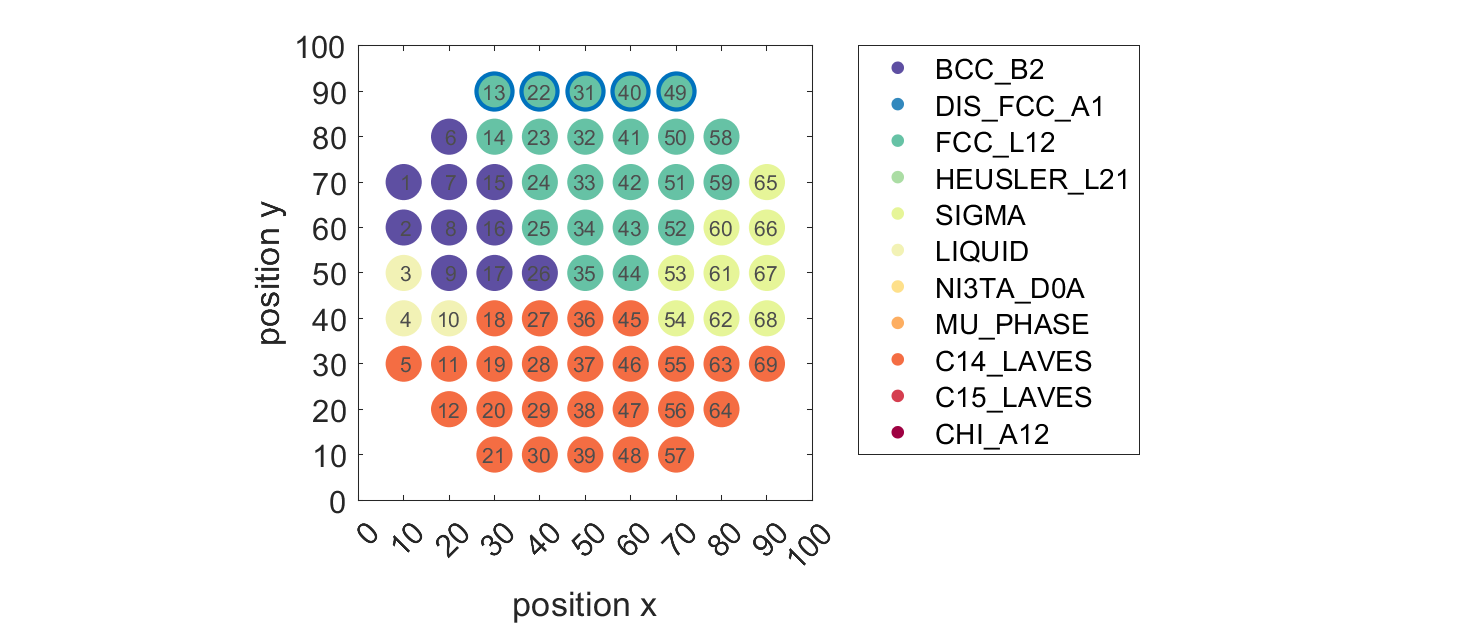 100
90
80
70
60
50
40
30
20
10
0
position y
13 22 31 40 49
6 14 23 32 41 50 58
1 7 15 24 33 42 51 59 65
2 8 16 25 34 43 52 60 66
3 9 17 26 35 44 53 61 67
4 10 18 27 36 45 54 62 68
5 11 19 28 37 46 55 63 69
12 20 29 38 47 56 64
21 30 39 48 57
0 10 20 30 40 50 60 70 80 90 100
position x
BCC_B2
DIS_FCC_A1
FCC_L12
HEUSLER_L21
SIGMA
LIQUID
NI3TA_D0A
MU_PHASE
C14_LAVES
C15_LAVES
CHI_A12